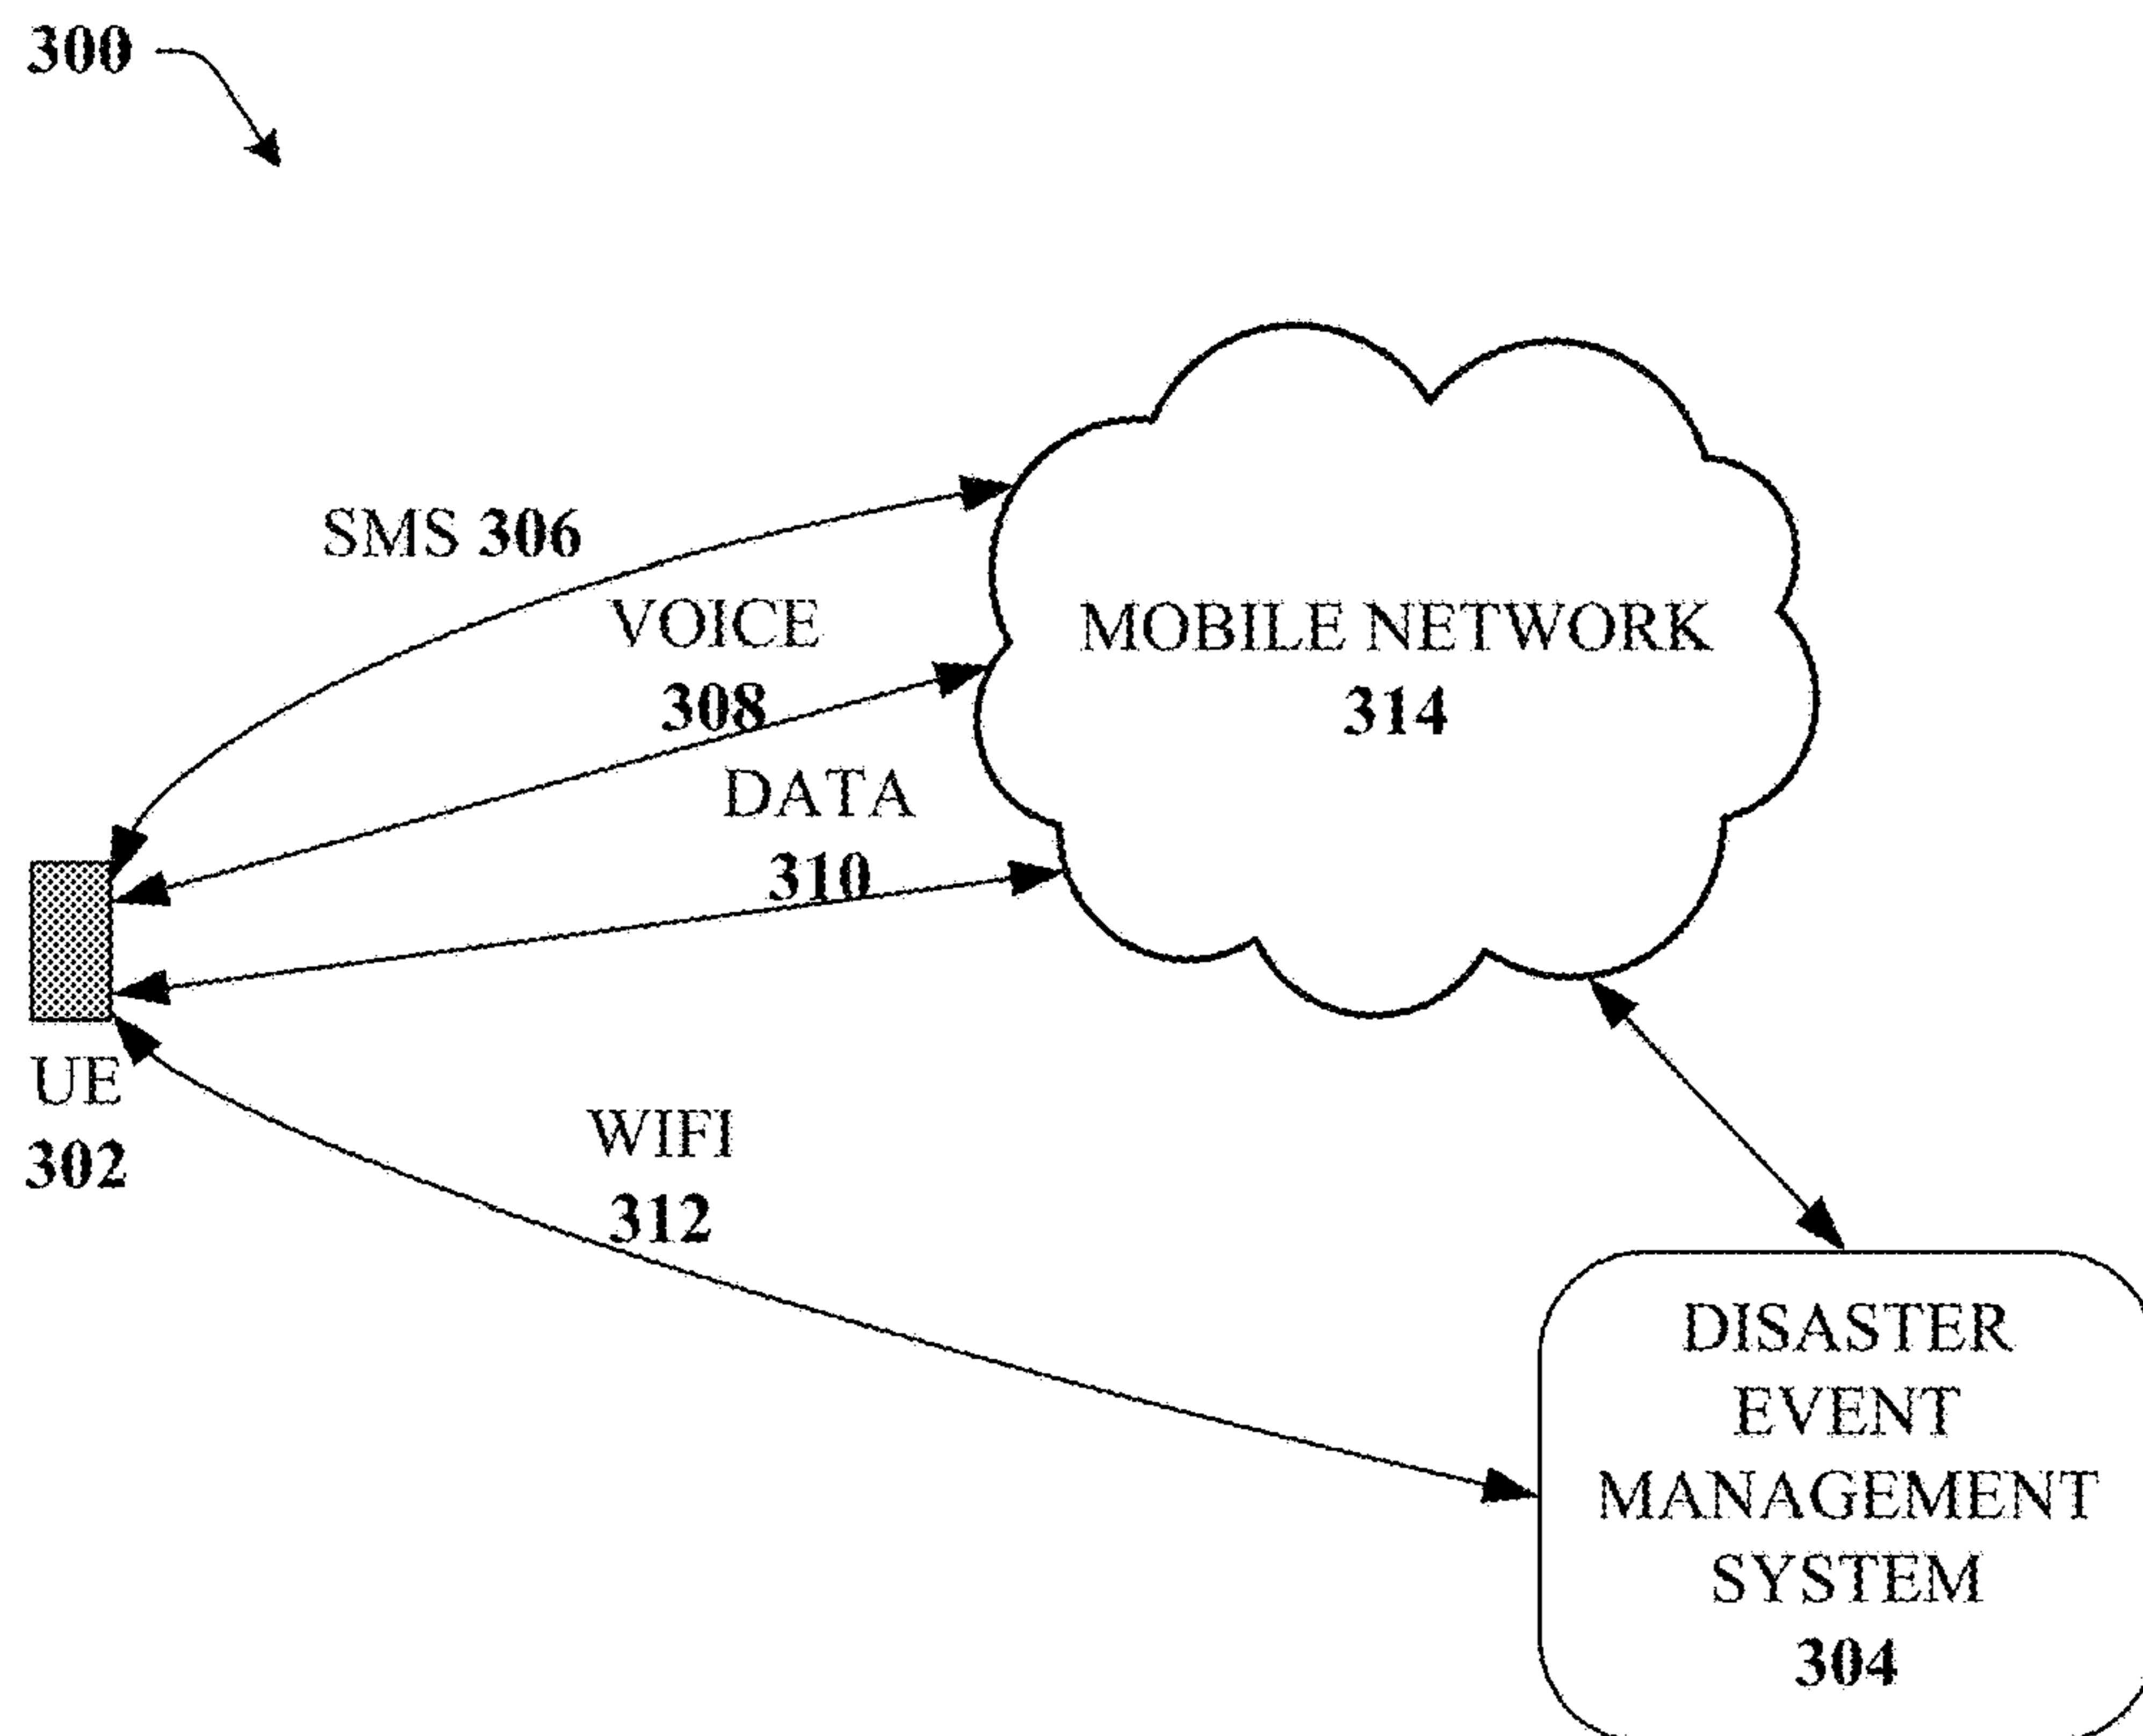 300
SMS 306
VOICE
308
MOBILE NETWORK
314
DATA
310
UE
302
WIFI
312
DISASTER
EVENT
MANAGEMENT
SYSTEM
304